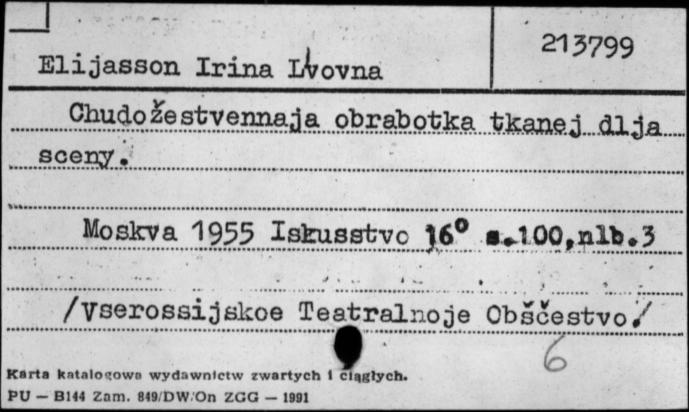 213799
Elijasson Irina Lvovna
Chudožestvennaja obrabotka tkanej dlja
sceny.
Moskva 1955 Iskusstvo 16° s.100,nlb.3
/Vserossijskoe Teatralnoje Obščestvo/
6
Karta katalogowa wydawnictw zwartych i ciągłych.
PU — B144 Zam. 849/DW/On ZGG — 1991